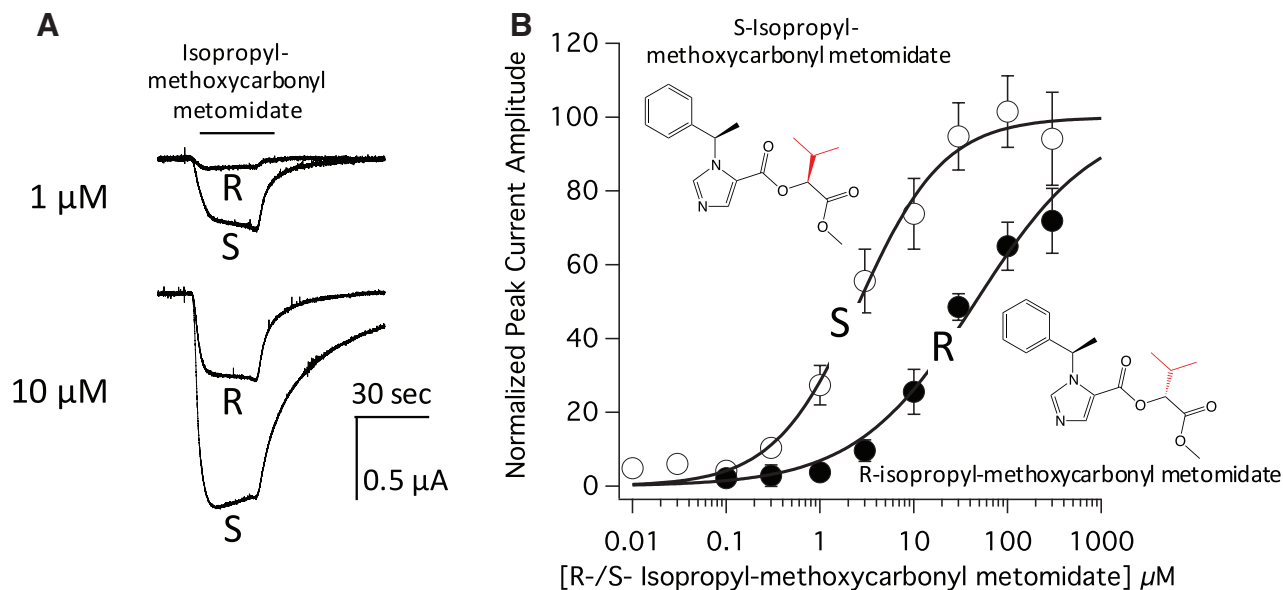 A
Isopropyl-
methoxycarbonyl
metomidate
1 µM
R
S
10 µM
R
S
30 sec
0.5 µA
B
S-Isopropyl-
methoxycarbonyl metomidate
Normalized Peak Current Amplitude
120
100
80
60
40
20
0
N
N
O
O
O
O
S
R
N
N
O
O
O
O
R-isopropyl-methoxycarbonyl metomidate
0.01 0.1 1 10 100 1000
[R-/S- Isopropyl-methoxycarbonyl metomidate] µM